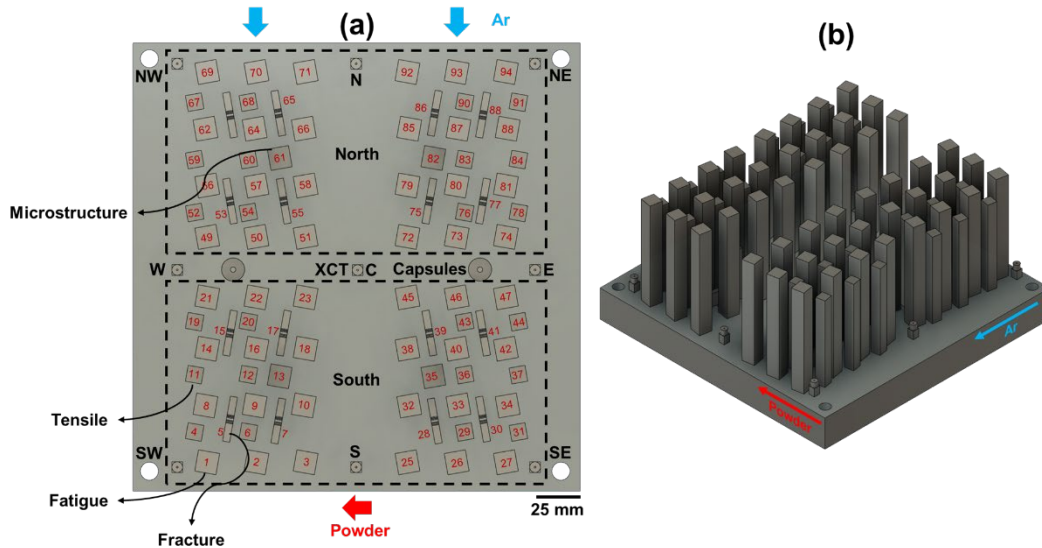 (a)
Ar
(b)
NW
69 70 71
N
92 93 94
NE
67 68 65
86 90 88 91
62 64 66
85 87 88
59 60 61
North
82 83 84
56 57 58
79 80 81
Microstructure
52 53 54 55
75 76 77 78
49 50 51
72 73 74
W
XCT
C
Capsules
E
21 22 23
45 46 47
19 15 20 17
39 43 41 44
14 16 18
38 40 42
11 12 13
South
35 36 37
8 9 10
32 33 34
Tensile
4 5 6 7
28 29 30 31
SW
1 2 3
S
25 26 27
SE
Fatigue
25 mm
Powder
Fracture
Ar
Powder